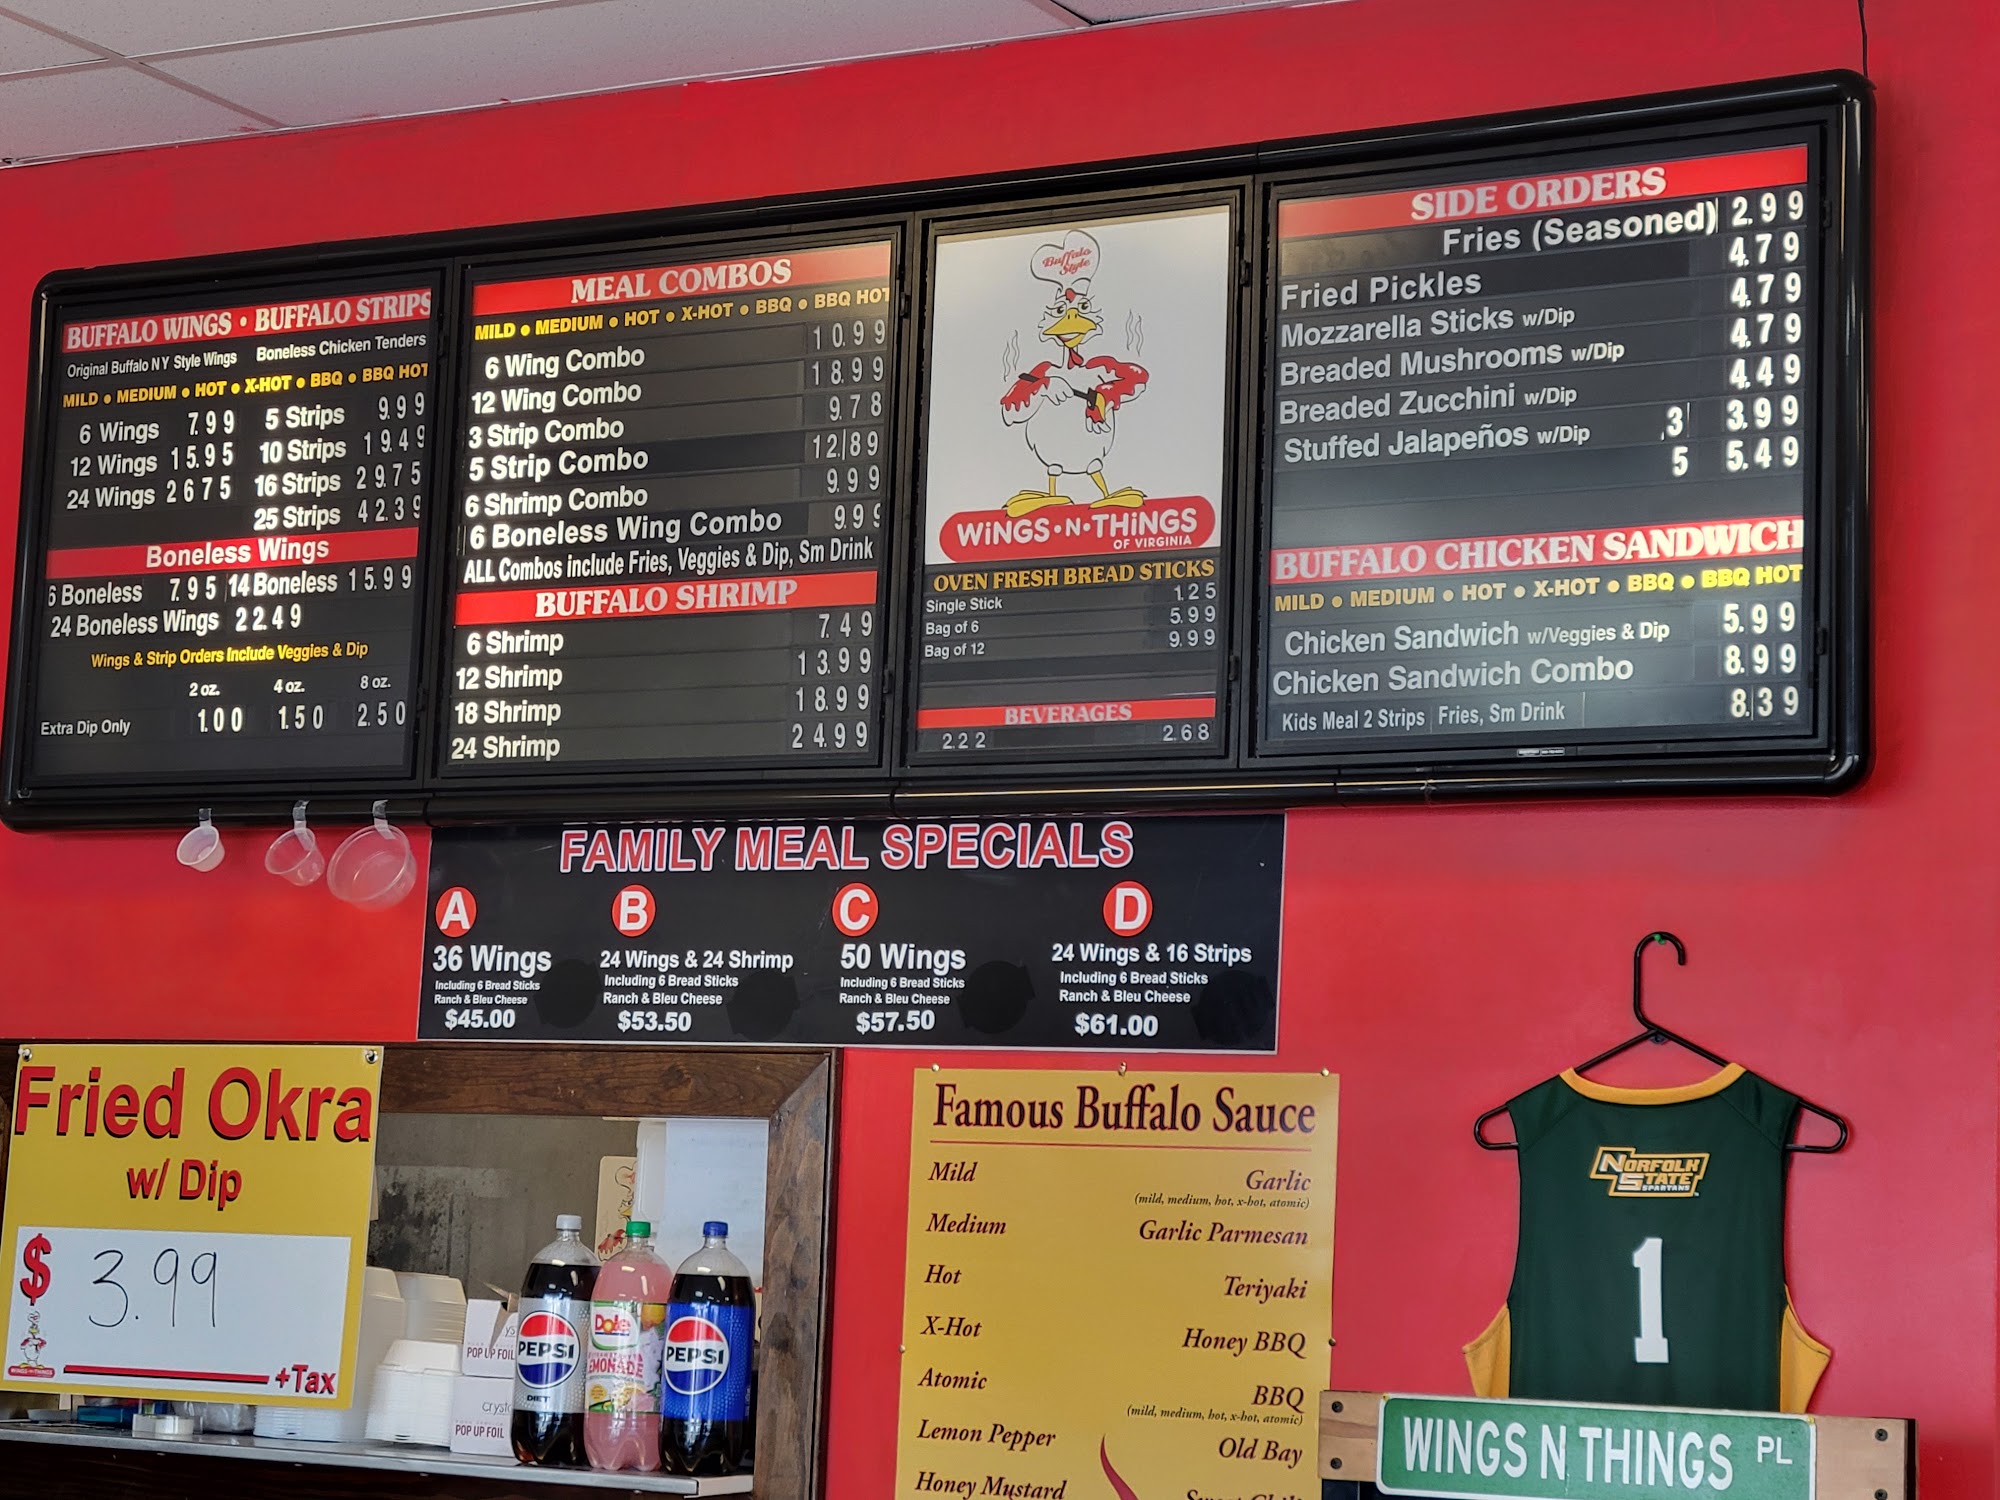 BUFFALO WINGS • BUFFALO STRIPS
Original Buffalo NY Style Wings Boneless Chicken Tenders
MILD ● MEDIUM ● HOT ● X-HOT ● BBQ ● BBQ HOT
6 Wings 7.99 5 Strips 9.99
12 Wings 15.95 10 Strips 19.49
24 Wings 26.75 16 Strips 29.75
25 Strips 42.39
Boneless Wings
6 Boneless 7.95 14 Boneless 15.99
24 Boneless Wings 22.49
Wings & Strip Orders Include Veggies & Dip
2 oz. 4 oz. 8 oz.
Extra Dip Only 1.00 1.50 2.50
MEAL COMBOS
MILD ● MEDIUM ● HOT ● X-HOT ● BBQ ● BBQ HOT
6 Wing Combo 10.99
12 Wing Combo 18.99
3 Strip Combo 9.78
5 Strip Combo 12.89
6 Shrimp Combo 9.99
6 Boneless Wing Combo 9.99
ALL Combos include Fries, Veggies & Dip, Sm Drink
BUFFALO SHRIMP
6 Shrimp 7.49
12 Shrimp 13.99
18 Shrimp 18.99
24 Shrimp 24.99
Buffalo
Style
WiNGS•N•THiNGS
OF VIRGINIA
OVEN FRESH BREAD STICKS
Single Stick 1.25
Bag of 6 5.99
Bag of 12 9.99
BEVERAGES
2.22 2.68
SIDE ORDERS
Fries (Seasoned) 2.99
Fried Pickles 4.79
Mozzarella Sticks w/Dip 4.79
Breaded Mushrooms w/Dip 4.79
Breaded Zucchini w/Dip 4.49
Stuffed Jalapeños w/Dip 3 3.99
5 5.49
BUFFALO CHICKEN SANDWICH
MILD ● MEDIUM ● HOT ● X-HOT ● BBQ ● BBQ HOT
Chicken Sandwich w/Veggies & Dip 5.99
Chicken Sandwich Combo 8.99
Kids Meal 2 Strips Fries, Sm Drink 8.39
FAMILY MEAL SPECIALS
A
36 Wings
Including 6 Bread Sticks
Ranch & Bleu Cheese
$45.00
B
24 Wings & 24 Shrimp
Including 6 Bread Sticks
Ranch & Bleu Cheese
$53.50
C
50 Wings
Including 6 Bread Sticks
Ranch & Bleu Cheese
$57.50
D
24 Wings & 16 Strips
Including 6 Bread Sticks
Ranch & Bleu Cheese
$61.00
Fried Okra
w/ Dip
$ 3.99
+Tax
WINGS•N•THINGS
POP UP FOIL
POP UP FOIL
PEPSI
DIET
Dole
LEMONADE
PEPSI
Famous Buffalo Sauce
Mild
Medium
Hot
X-Hot
Atomic
Lemon Pepper
Honey Mustard
Garlic
(mild, medium, hot, x-hot, atomic)
Garlic Parmesan
Teriyaki
Honey BBQ
BBQ
(mild, medium, hot, x-hot, atomic)
Old Bay
NORFOLK
STATE
SPARTANS
1
WINGS N THINGS PL